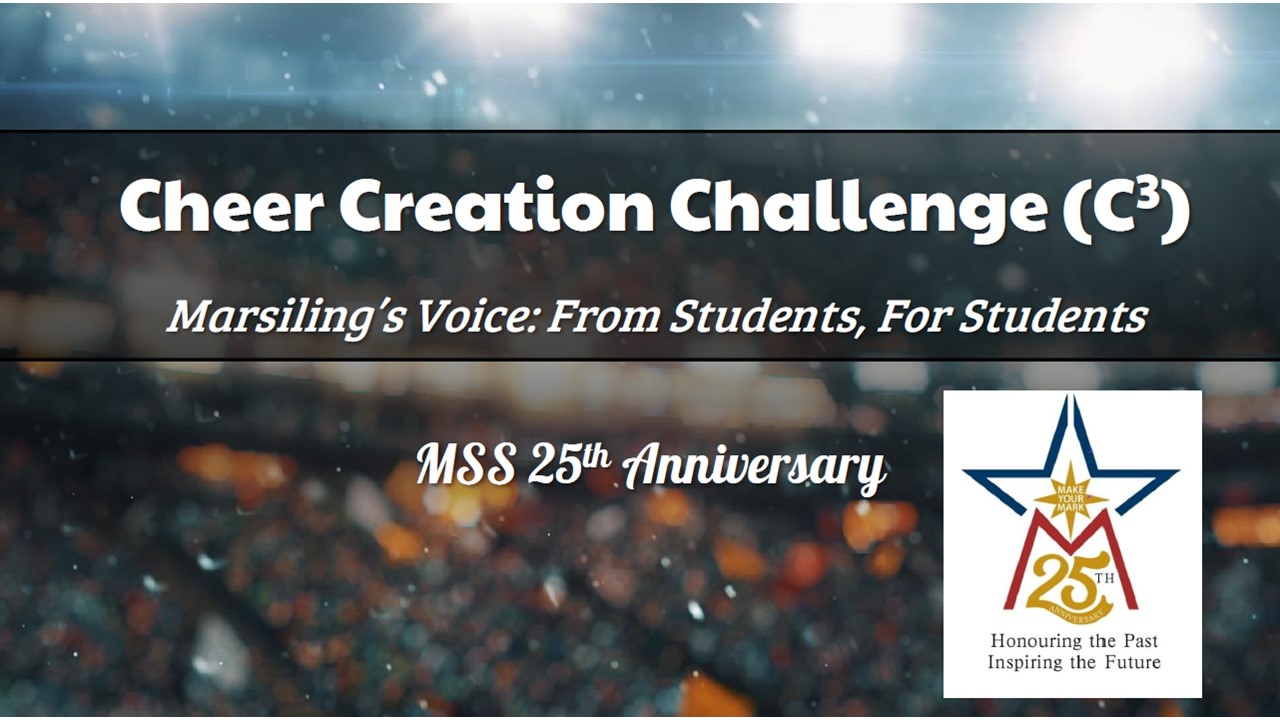 Cheer Creation Challenge (C³)
Marsiling's Voice: From Students, For Students
MSS 25th Anniversary
MAKE
YOUR
MARK
25TH
ANNIVERSARY
Honouring the Past
Inspiring the Future